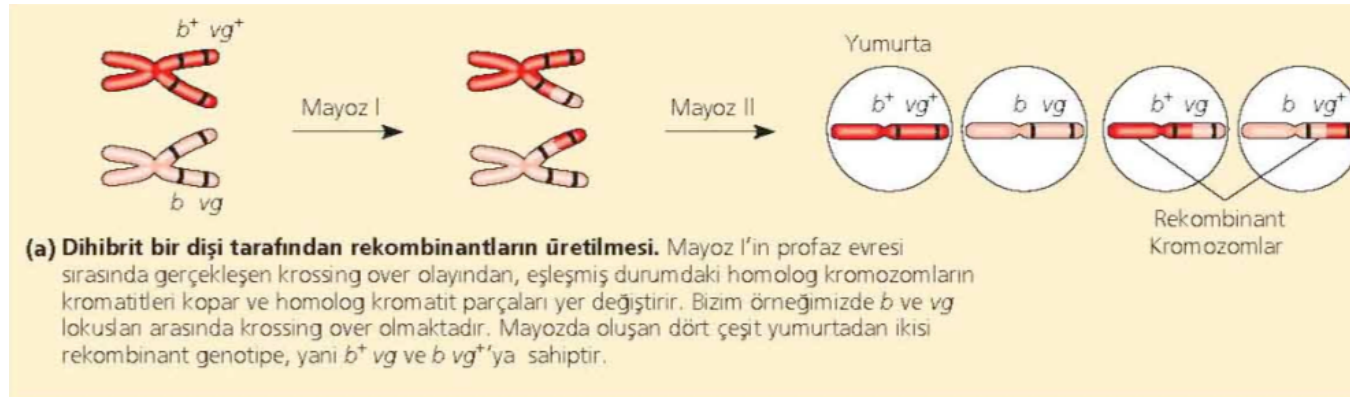 b⁺ vg⁺
Mayoz I
b vg
Mayoz II
Yumurta
b⁺ vg⁺
b vg
b⁺ vg
b vg⁺
Rekombinant
Kromozomlar
(a) Dihibrit bir dişi tarafından rekombinantların üretilmesi. Mayoz I'in profaz evresi
sırasında gerçekleşen krossing over olayından, eşleşmiş durumdaki homolog kromozomların
kromatitleri kopar ve homolog kromatit parçaları yer değiştirir. Bizim örneğimizde b ve vg
lokusları arasında krossing over olmaktadır. Mayozda oluşan dört çeşit yumurtadan ikisi
rekombinant genotipe, yani b⁺ vg ve b vg⁺'ya sahiptir.